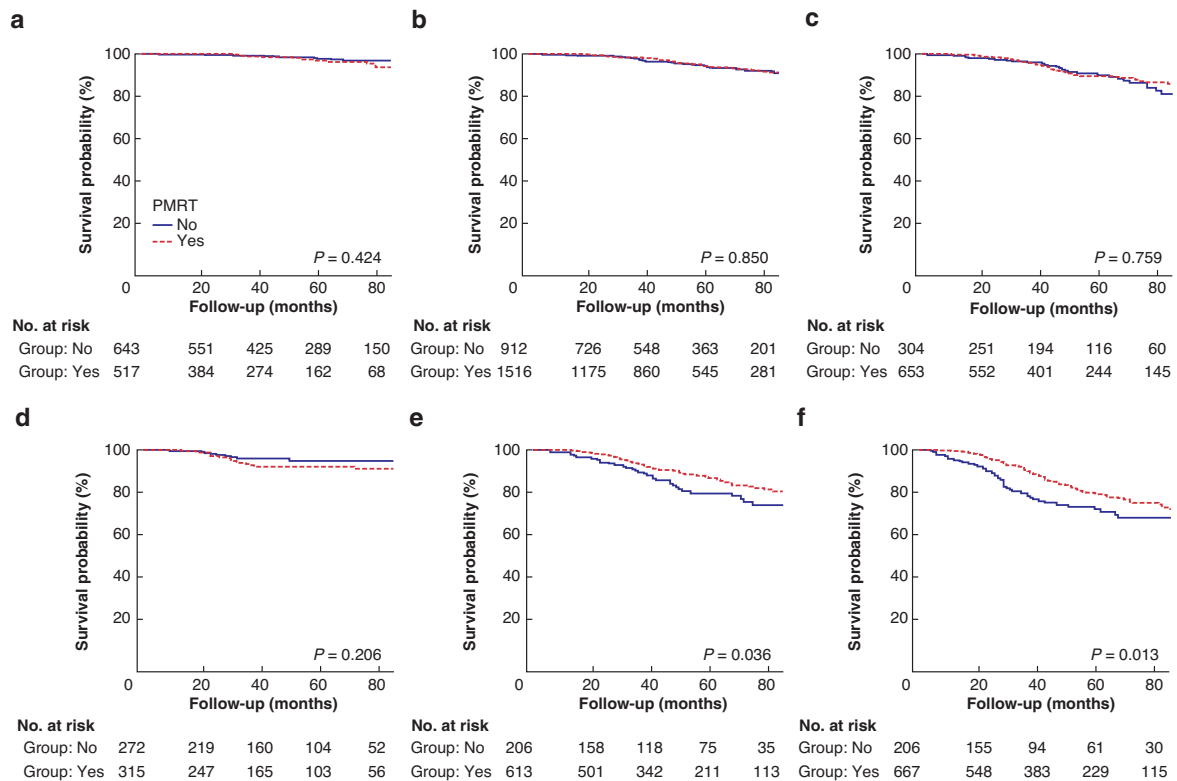 a
Survival probability (%)
100
80
60
40
20
0
PMRT
No
Yes
P = 0.424
20 40 60 80
Follow-up (months)
No. at risk
Group: No 643 551 425 289 150
Group: Yes 517 384 274 162 68
b
Survival probability (%)
100
80
60
40
20
0
P = 0.850
20 40 60 80
Follow-up (months)
No. at risk
Group: No 912 726 548 363 201
Group: Yes 1516 1175 860 545 281
c
Survival probability (%)
100
80
60
40
20
0
P = 0.759
20 40 60 80
Follow-up (months)
No. at risk
Group: No 304 251 194 116 60
Group: Yes 653 552 401 244 145
d
Survival probability (%)
100
80
60
40
20
0
P = 0.206
20 40 60 80
Follow-up (months)
No. at risk
Group: No 272 219 160 104 52
Group: Yes 315 247 165 103 56
e
Survival probability (%)
100
80
60
40
20
0
P = 0.036
20 40 60 80
Follow-up (months)
No. at risk
Group: No 206 158 118 75 35
Group: Yes 613 501 342 211 113
f
Survival probability (%)
100
80
60
40
20
0
P = 0.013
20 40 60 80
Follow-up (months)
No. at risk
Group: No 206 155 94 61 30
Group: Yes 667 548 383 229 115